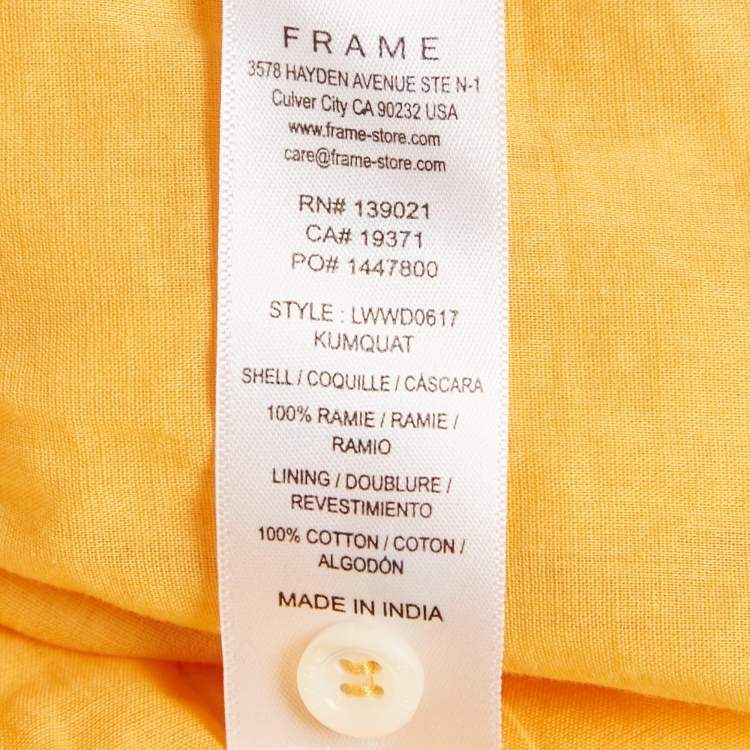 FRAME
3578 HAYDEN AVENUE STE N-1
Culver City CA 90232 USA
www.frame-store.com
care@frame-store.com
RN# 139021
CA# 19371
PO# 1447800
STYLE : LWWD0617
KUMQUAT
SHELL / COQUILLE / CÁSCARA
100% RAMIE / RAMIE /
RAMIO
LINING / DOUBLURE /
REVESTIMIENTO
100% COTTON / COTON /
ALGODÓN
MADE IN INDIA